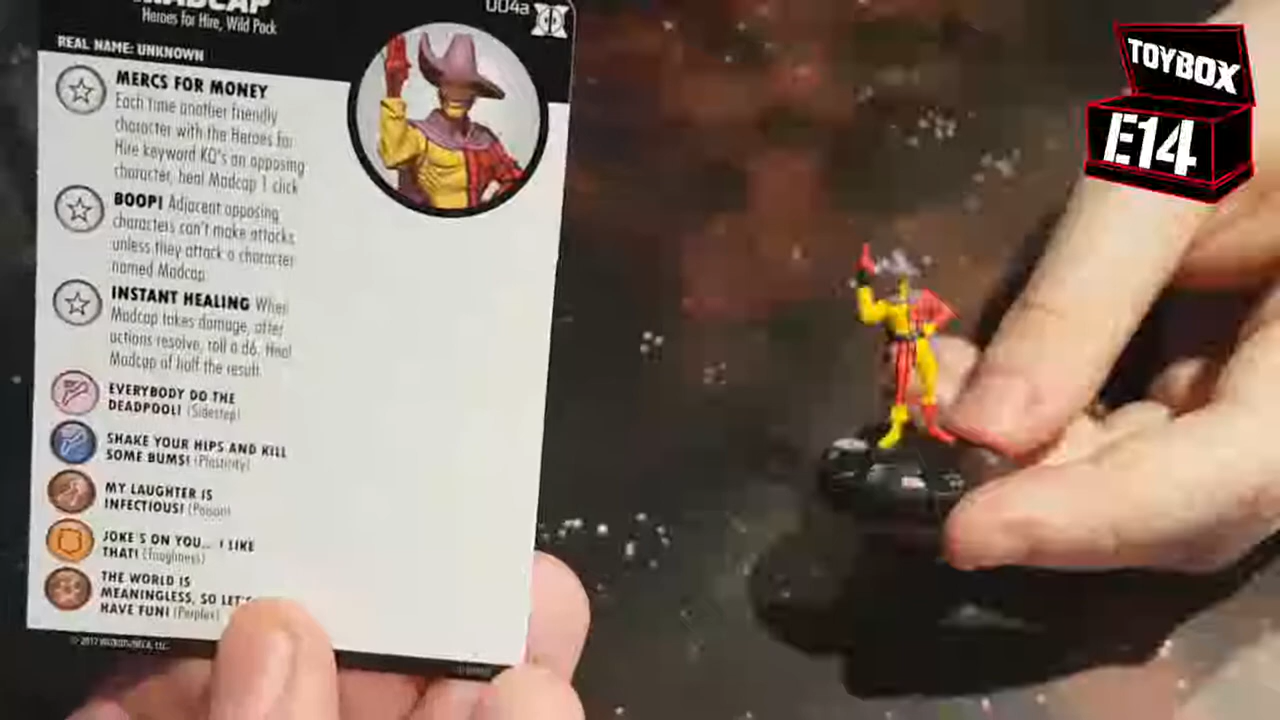 MADCAP
004a
Heroes for Hire, Wild Pack
REAL NAME: UNKNOWN
MERCS FOR MONEY
Each time another friendly
character with the Heroes for
Hire keyword KO's an opposing
character, heal Madcap 1 click
BOOP! Adjacent opposing
characters can't make attacks
unless they attack a character
named Madcap
INSTANT HEALING When
Madcap takes damage, after
actions resolve, roll a d6. Heal
Madcap of half the result.
EVERYBODY DO THE
DEADPOOL! (Sidestep)
SHAKE YOUR HIPS AND KILL
SOME BUMS! (Plasticity)
MY LAUGHTER IS
INFECTIOUS! (Poison)
JOKE'S ON YOU... I LIKE
THAT! (Toughness)
THE WORLD IS
MEANINGLESS, SO LET'S
HAVE FUN! (Perplex)
© 2017 WIZKIDS/NECA, LLC.
TOYBOX
E14